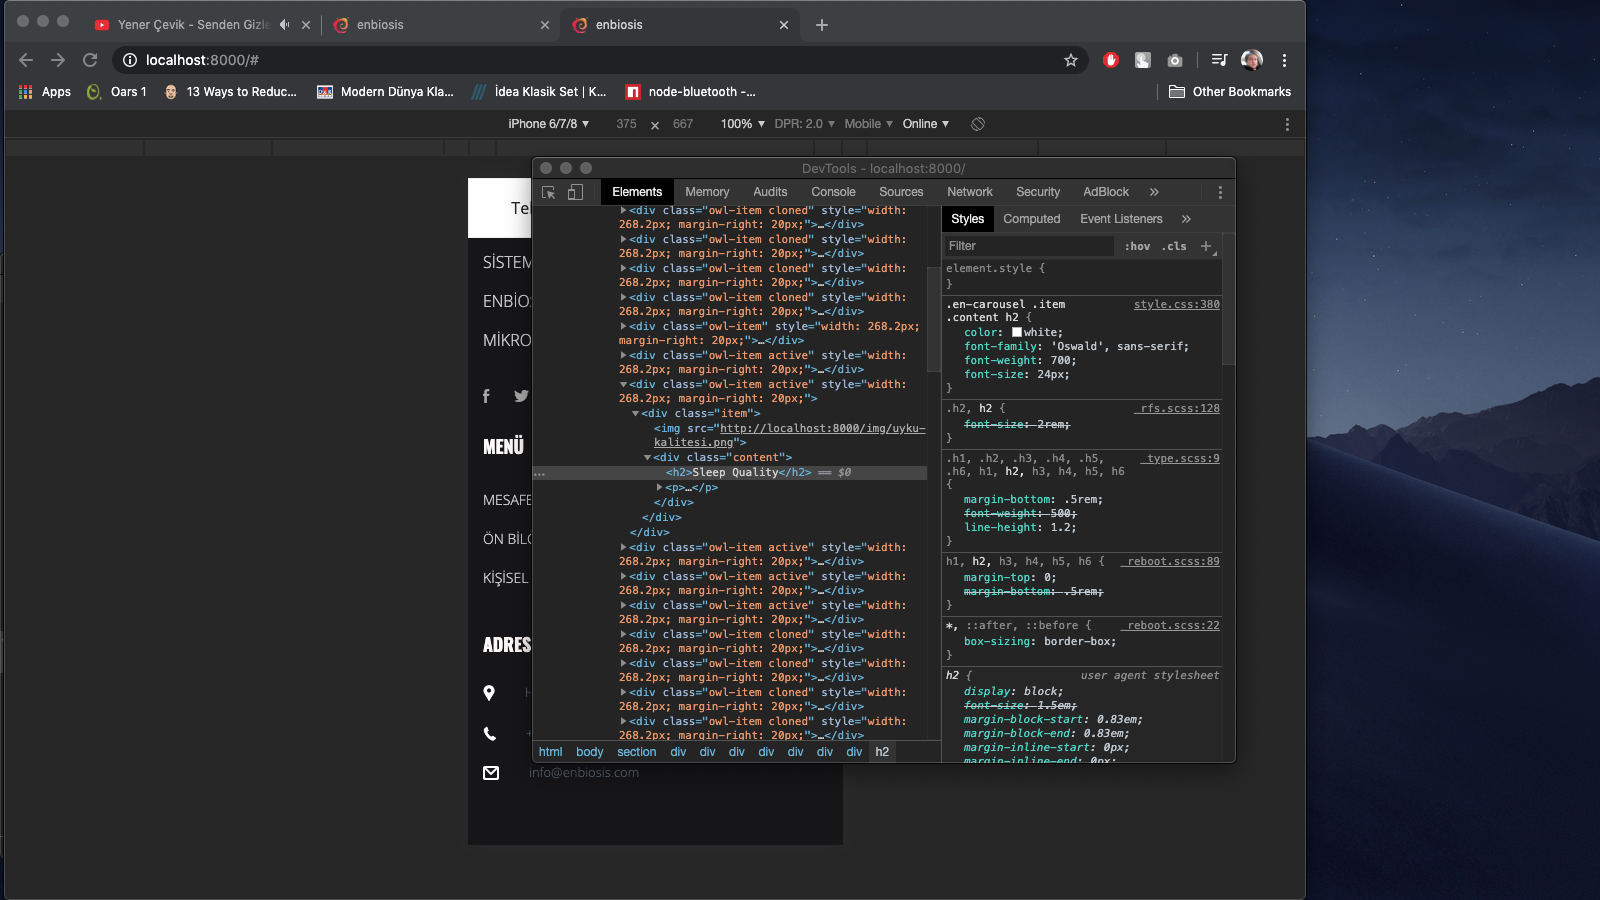 Yener Çevik - Senden Gizle
enbiosis
enbiosis
localhost:8000/#
Apps
Oars 1
13 Ways to Reduc...
Modern Dünya Kla...
İdea Klasik Set | K...
node-bluetooth -...
Other Bookmarks
iPhone 6/7/8 ▼ 375 × 667 100% ▼ DPR: 2.0 ▼ Mobile ▼ Online ▼
DevTools - localhost:8000/
Elements Memory Audits Console Sources Network Security AdBlock »
Tel
SİSTEM
ENBİOS
MİKRO
MENÜ
MESAFE
ÖN BİLG
KİŞİSEL
ADRES
info@enbiosis.com
<div class="owl-item cloned" style="width:
268.2px; margin-right: 20px;">…</div>
<div class="owl-item cloned" style="width:
268.2px; margin-right: 20px;">…</div>
<div class="owl-item cloned" style="width:
268.2px; margin-right: 20px;">…</div>
<div class="owl-item cloned" style="width:
268.2px; margin-right: 20px;">…</div>
<div class="owl-item" style="width: 268.2px;
margin-right: 20px;">…</div>
<div class="owl-item active" style="width:
268.2px; margin-right: 20px;">…</div>
<div class="owl-item active" style="width:
268.2px; margin-right: 20px;">
<div class="item">
<img src="http://localhost:8000/img/uyku-
kalitesi.png">
<div class="content">
... <h2>Sleep Quality</h2> == $0
<p>…</p>
</div>
</div>
</div>
<div class="owl-item active" style="width:
268.2px; margin-right: 20px;">…</div>
<div class="owl-item active" style="width:
268.2px; margin-right: 20px;">…</div>
<div class="owl-item active" style="width:
268.2px; margin-right: 20px;">…</div>
<div class="owl-item cloned" style="width:
268.2px; margin-right: 20px;">…</div>
<div class="owl-item cloned" style="width:
268.2px; margin-right: 20px;">…</div>
<div class="owl-item cloned" style="width:
268.2px; margin-right: 20px;">…</div>
<div class="owl-item cloned" style="width:
268.2px; margin-right: 20px;">…</div>
html body section div div div div div div div h2
Styles Computed Event Listeners »
Filter :hov .cls +
element.style {
}
.en-carousel .item style.css:380
.content h2 {
color: white;
font-family: 'Oswald', sans-serif;
font-weight: 700;
font-size: 24px;
}
.h2, h2 { _rfs.scss:128
font-size: 2rem;
}
.h1, .h2, .h3, .h4, .h5, _type.scss:9
.h6, h1, h2, h3, h4, h5, h6
{
margin-bottom: .5rem;
font-weight: 500;
line-height: 1.2;
}
h1, h2, h3, h4, h5, h6 { _reboot.scss:89
margin-top: 0;
margin-bottom: .5rem;
}
*, ::after, ::before { _reboot.scss:22
box-sizing: border-box;
}
h2 { user agent stylesheet
display: block;
font-size: 1.5em;
margin-block-start: 0.83em;
margin-block-end: 0.83em;
margin-inline-start: 0px;
margin-inline-end: 0px;